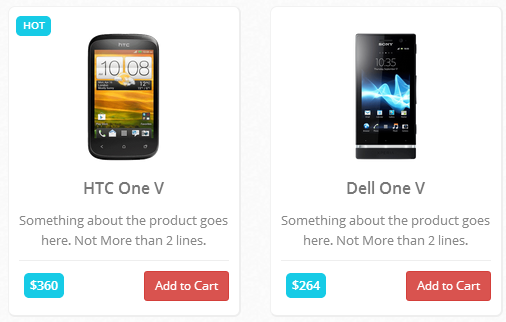 HOT
hTC
10:08
HTC One V
Something about the product goes
here. Not More than 2 lines.
$360
Add to Cart
SONY
10:35
Dell One V
Something about the product goes
here. Not More than 2 lines.
$264
Add to Cart